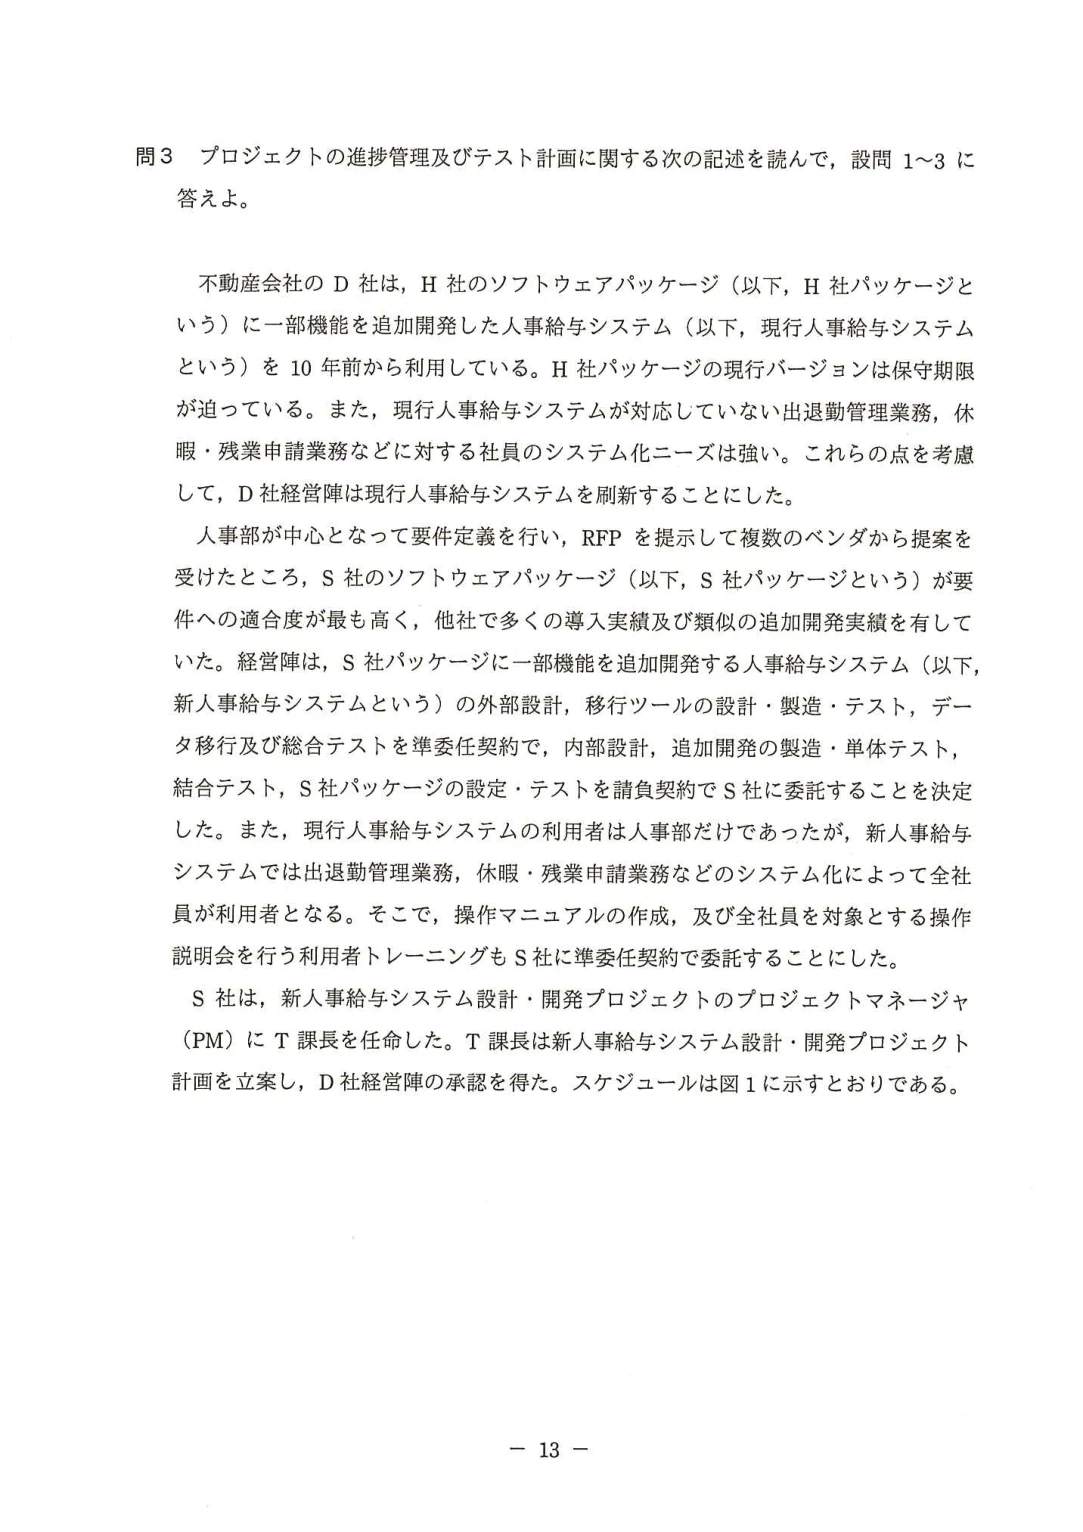 問3　プロジェクトの進捗管理及びテスト計画に関する次の記述を読んで，設問 1～3 に
答えよ。
不動産会社の D 社は，H 社のソフトウェアパッケージ（以下，H 社パッケージと
いう）に一部機能を追加開発した人事給与システム（以下，現行人事給与システム
という）を 10 年前から利用している。H 社パッケージの現行バージョンは保守期限
が迫っている。また，現行人事給与システムが対応していない出退勤管理業務，休
暇・残業申請業務などに対する社員のシステム化ニーズは強い。これらの点を考慮
して，D 社経営陣は現行人事給与システムを刷新することにした。
人事部が中心となって要件定義を行い，RFP を提示して複数のベンダから提案を
受けたところ，S 社のソフトウェアパッケージ（以下，S 社パッケージという）が要
件への適合度が最も高く，他社で多くの導入実績及び類似の追加開発実績を有して
いた。経営陣は，S 社パッケージに一部機能を追加開発する人事給与システム（以下，
新人事給与システムという）の外部設計，移行ツールの設計・製造・テスト，デー
タ移行及び総合テストを準委任契約で，内部設計，追加開発の製造・単体テスト，
結合テスト，S 社パッケージの設定・テストを請負契約で S 社に委託することを決定
した。また，現行人事給与システムの利用者は人事部だけであったが，新人事給与
システムでは出退勤管理業務，休暇・残業申請業務などのシステム化によって全社
員が利用者となる。そこで，操作マニュアルの作成，及び全社員を対象とする操作
説明会を行う利用者トレーニングも S 社に準委任契約で委託することにした。
S 社は，新人事給与システム設計・開発プロジェクトのプロジェクトマネージャ
（PM）に T 課長を任命した。T 課長は新人事給与システム設計・開発プロジェクト
計画を立案し，D 社経営陣の承認を得た。スケジュールは図 1 に示すとおりである。
－ 13 －